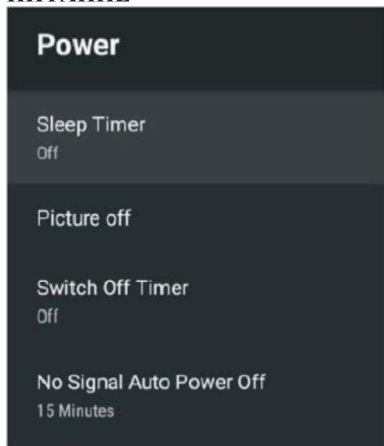 Power
Sleep Timer
Off
Picture off
Switch Off Timer
Off
No Signal Auto Power Off
15 Minutes